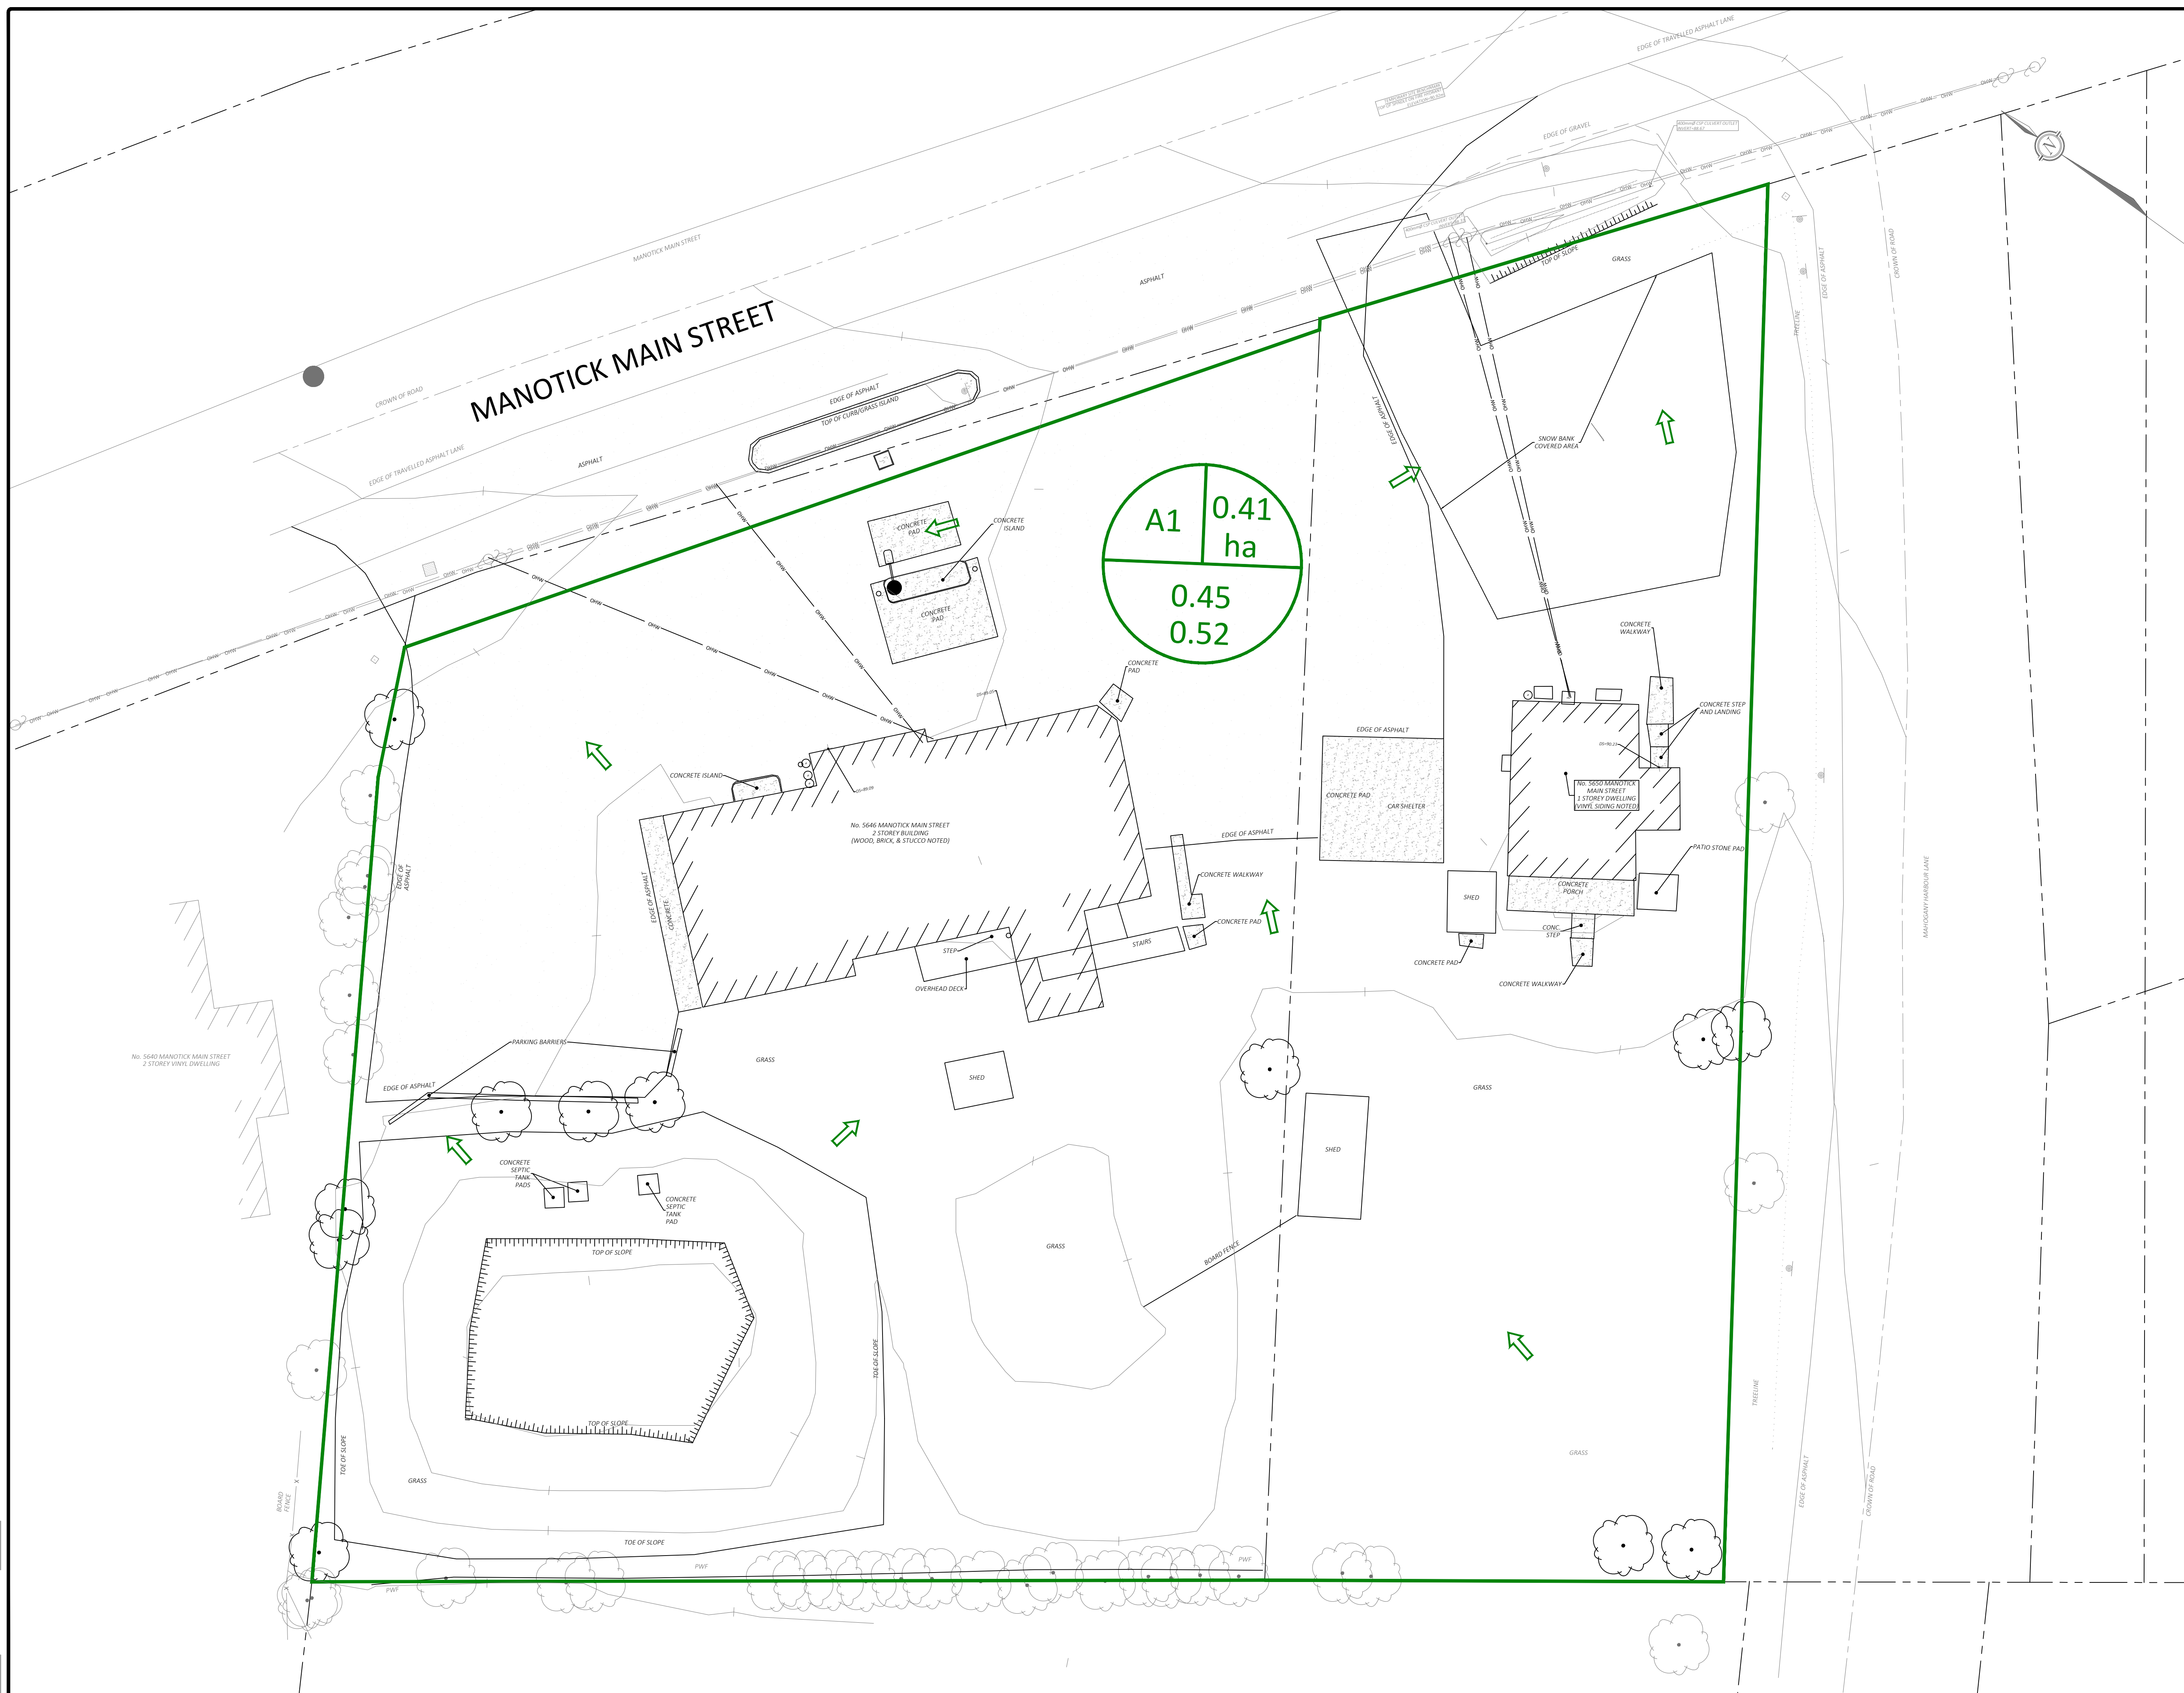 EDGE OF TRAVELLED ASPHALT LANE
EDGE OF GRAVEL
MANOTICK MAIN STREET
ASPHALT
TOP OF SLOPE
GRASS
CROWN OF ROAD
EDGE OF ASPHALT
TREELINE
N
MANOTICK MAIN STREET
CROWN OF ROAD
EDGE OF TRAVELLED ASPHALT LANE
ASPHALT
EDGE OF ASPHALT
TOP OF CURB/GRASS ISLAND
OHW
EDGE OF ASPHALT
SNOW BANK
COVERED AREA
A1
0.41
ha
0.45
0.52
CONCRETE
PAD
CONCRETE
ISLAND
CONCRETE
PAD
CONCRETE
PAD
CONCRETE
WALKWAY
CONCRETE STEP
AND LANDING
EDGE OF ASPHALT
CONCRETE PAD
CAR SHELTER
No. 5650 MANOTICK
MAIN STREET
1 STOREY DWELLING
(VINYL SIDING NOTED)
CONCRETE ISLAND
No. 5646 MANOTICK MAIN STREET
2 STOREY BUILDING
(WOOD, BRICK, & STUCCO NOTED)
EDGE OF ASPHALT
PATIO STONE PAD
EDGE OF
ASPHALT
EDGE OF ASPHALT
CONCRETE
CONCRETE WALKWAY
SHED
CONCRETE
PORCH
MAHOGANY HARBOUR LANE
CONCRETE PAD
CONC.
STEP
STEP
STAIRS
CONCRETE PAD
OVERHEAD DECK
CONCRETE WALKWAY
No. 5640 MANOTICK MAIN STREET
2 STOREY VINYL DWELLING
PARKING BARRIERS
GRASS
SHED
GRASS
EDGE OF ASPHALT
SHED
CONCRETE
SEPTIC
TANK
PADS
CONCRETE
SEPTIC
TANK
PAD
TOP OF SLOPE
GRASS
BOARD FENCE
TOE OF SLOPE
TREELINE
TOP OF SLOPE
TOE OF SLOPE
GRASS
GRASS
BOARD
FENCE
X
EDGE OF ASPHALT
CROWN OF ROAD
TOE OF SLOPE
PWF
PWF
PWF